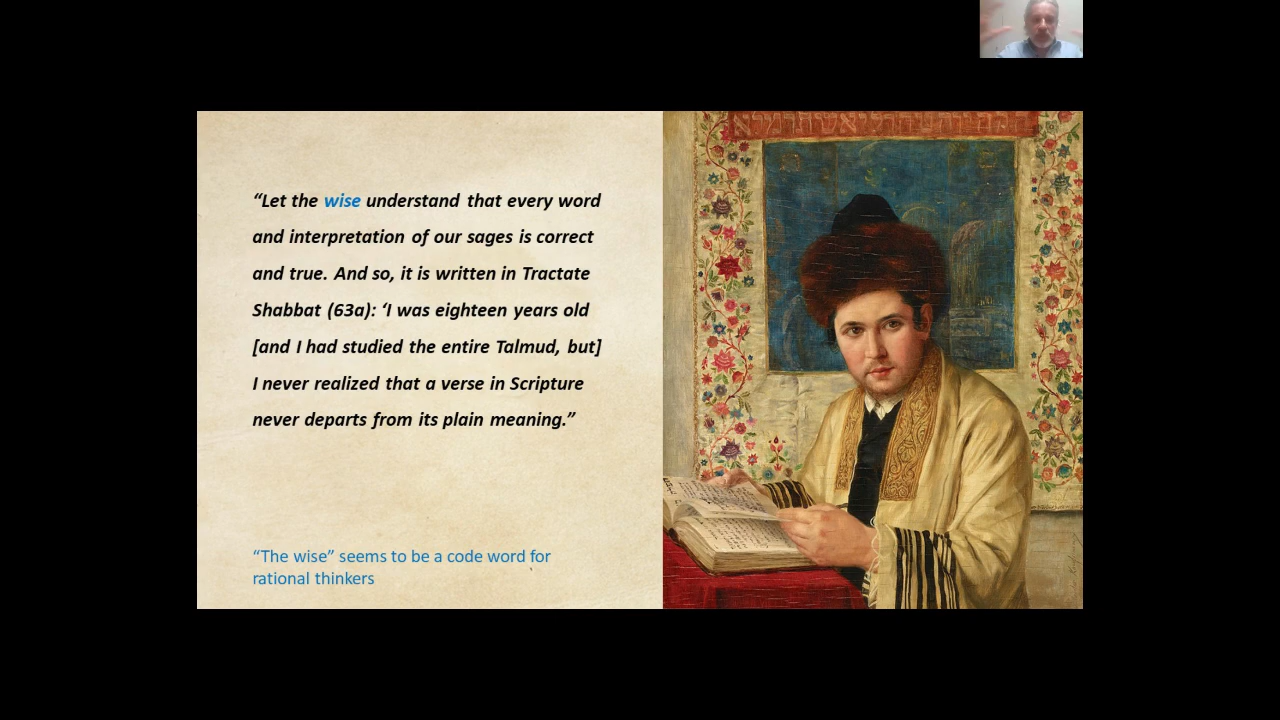 “Let the wise understand that every word
and interpretation of our sages is correct
and true. And so, it is written in Tractate
Shabbat (63a): ‘I was eighteen years old
[and I had studied the entire Talmud, but]
I never realized that a verse in Scripture
never departs from its plain meaning.”
“The wise” seems to be a code word for
rational thinkers